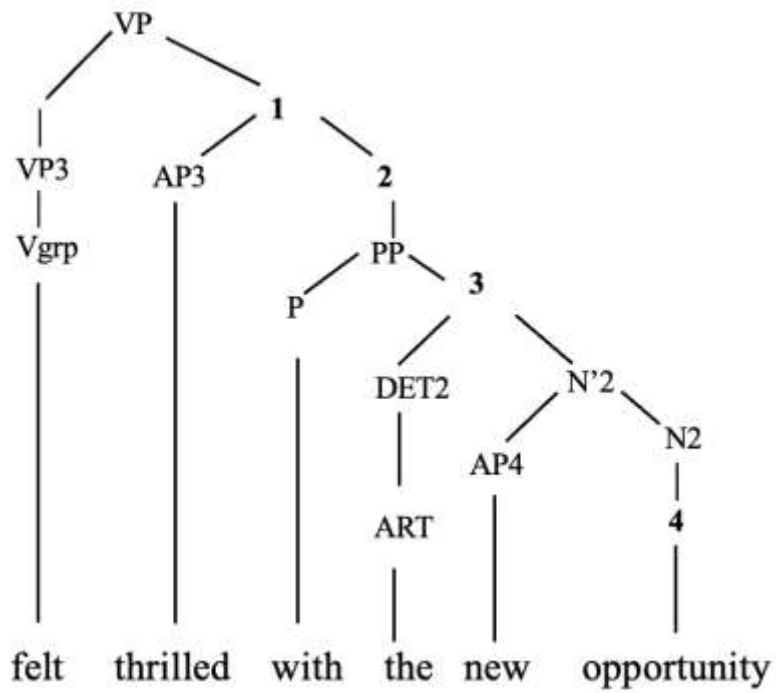 VP
1
VP3 AP3 2
Vgrp PP
P 3
DET2 N’2
AP4 N2
ART 4
felt thrilled with the new opportunity